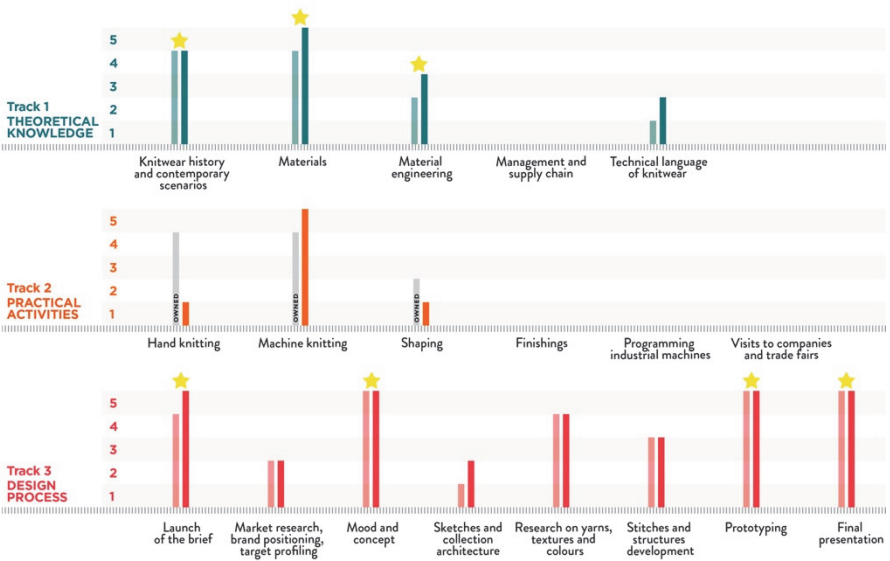 5
4
3
2
1
Track 1
THEORETICAL
KNOWLEDGE
Knitwear history
and contemporary
scenarios
Materials
Material
engineering
Management and
supply chain
Technical language
of knitwear
5
4
3
2
1
Track 2
PRACTICAL
ACTIVITIES
OWNED
OWNED
OWNED
Hand knitting
Machine knitting
Shaping
Finishings
Programming
industrial machines
Visits to companies
and trade fairs
5
4
3
2
1
Track 3
DESIGN
PROCESS
Launch
of the brief
Market research,
brand positioning,
target profiling
Mood and
concept
Sketches and
collection
architecture
Research on yarns,
textures and
colours
Stitches and
structures
development
Prototyping
Final
presentation